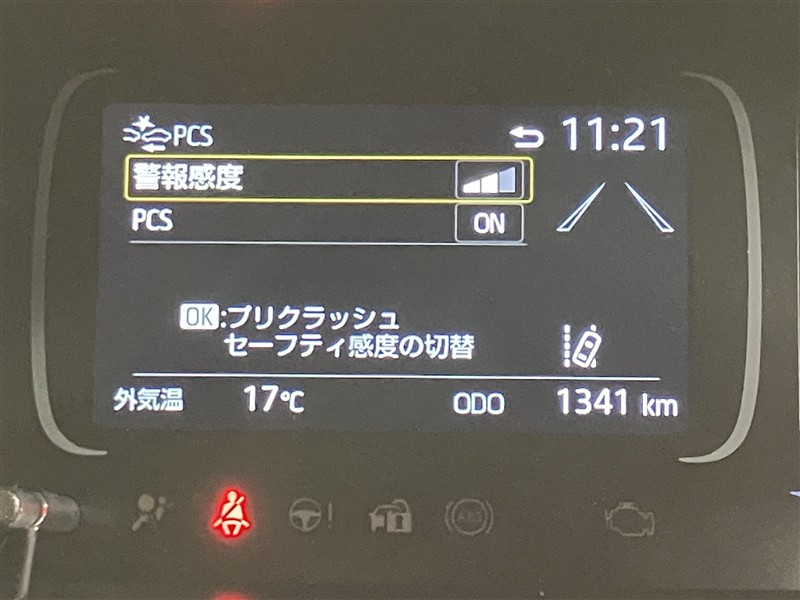 PCS 11:21
警報感度
PCS ON
OK:プリクラッシュ
セーフティ感度の切替
外気温 17℃ ODO 1341 km